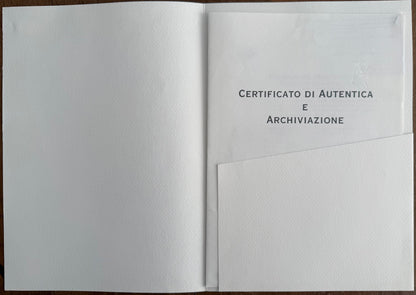 Certificato di Autentica
e
Archiviazione